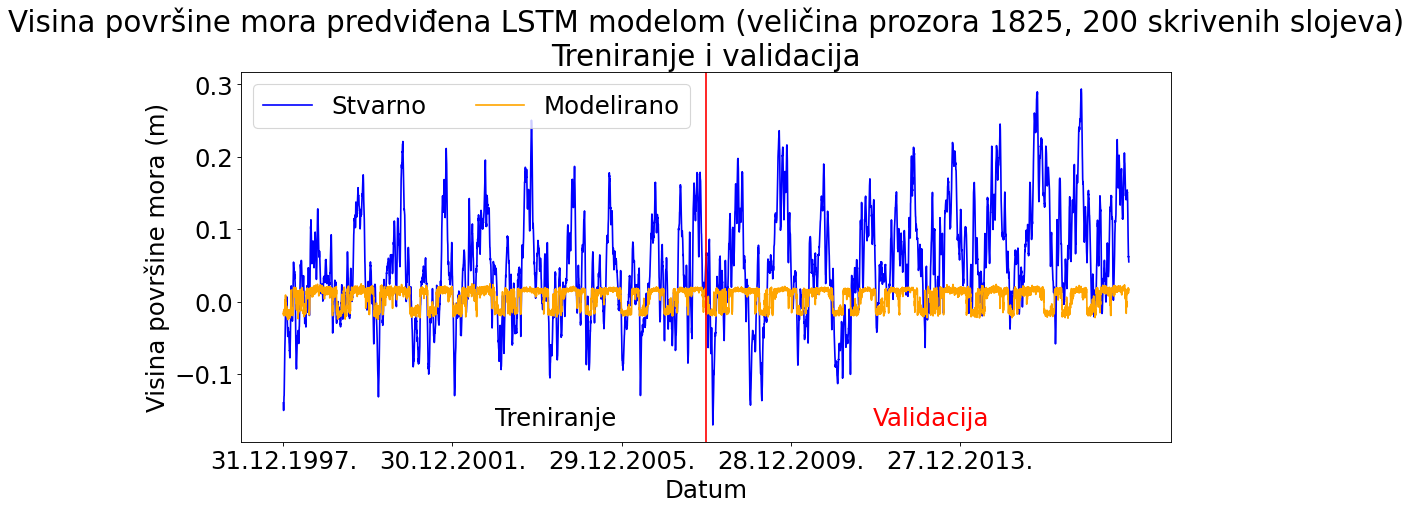 Visina površine mora predviđena LSTM modelom (veličina prozora 1825, 200 skrivenih slojeva)
Treniranje i validacija
Stvarno
Modelirano
Visina površine mora (m)
0.3
0.2
0.1
0.0
−0.1
Treniranje
Validacija
31.12.1997.
30.12.2001.
29.12.2005.
28.12.2009.
27.12.2013.
Datum